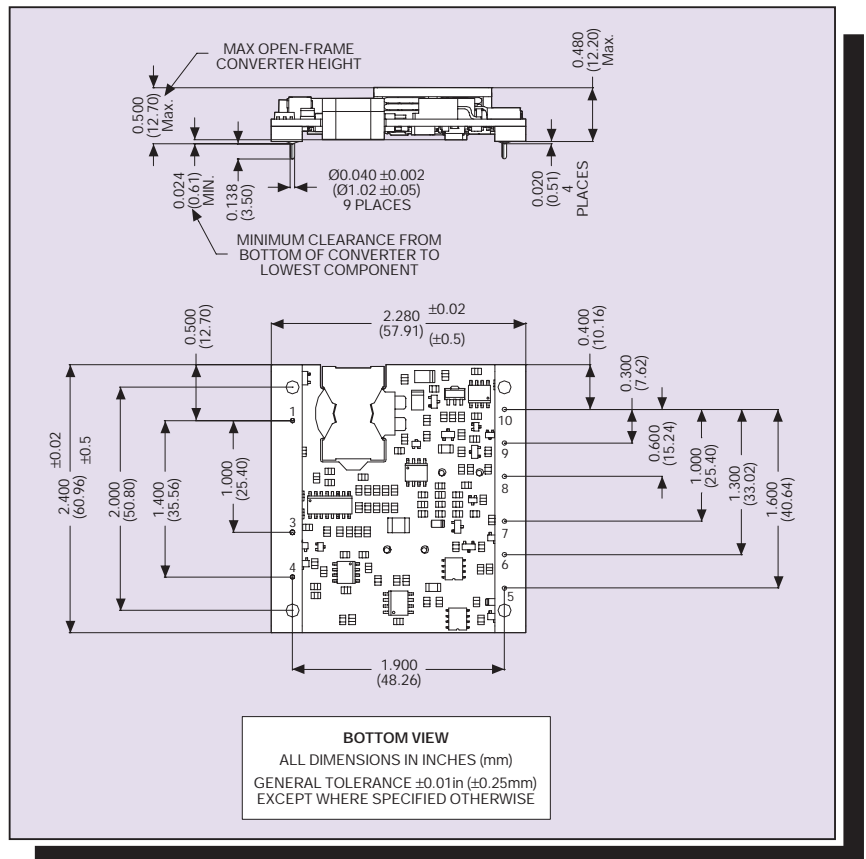 MAX OPEN-FRAME
CONVERTER HEIGHT
0.480
(12.20)
Max.
0.500
(12.70)
Max.
0.024
(0.61)
MIN.
0.138
(3.50)
Ø0.040 ±0.002
(Ø1.02 ±0.05)
9 PLACES
0.020
(0.51)
4
PLACES
MINIMUM CLEARANCE FROM
BOTTOM OF CONVERTER TO
LOWEST COMPONENT
0.500
(12.70)
2.280 ±0.02
(57.91) (±0.5)
0.400
(10.16)
0.300
(7.62)
1
3
4
10
9
8
7
6
5
2.400 ±0.02
(60.96) ±0.5
2.000
(50.80)
1.400
(35.56)
1.000
(25.40)
0.600
(15.24)
1.000
(25.40)
1.300
(33.02)
1.600
(40.64)
1.900
(48.26)
BOTTOM VIEW
ALL DIMENSIONS IN INCHES (mm)
GENERAL TOLERANCE ±0.01in (±0.25mm)
EXCEPT WHERE SPECIFIED OTHERWISE